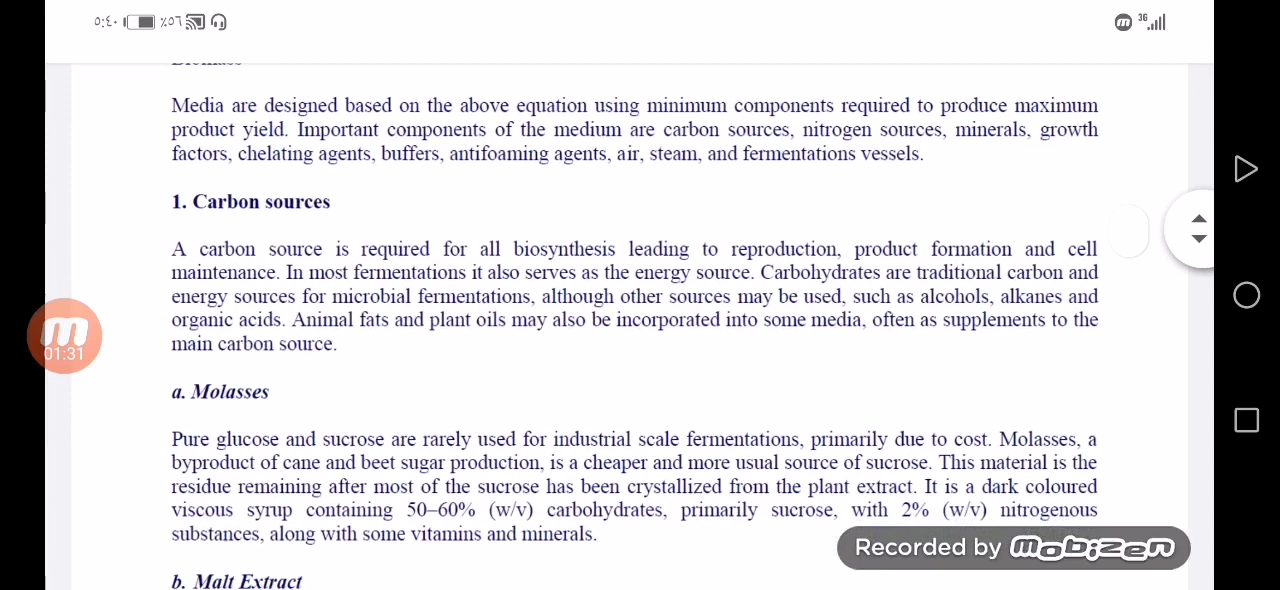 ٥:٤٠ ٪٥٦ 3G
Media are designed based on the above equation using minimum components required to produce maximum
product yield. Important components of the medium are carbon sources, nitrogen sources, minerals, growth
factors, chelating agents, buffers, antifoaming agents, air, steam, and fermentations vessels.
1. Carbon sources
A carbon source is required for all biosynthesis leading to reproduction, product formation and cell
maintenance. In most fermentations it also serves as the energy source. Carbohydrates are traditional carbon and
energy sources for microbial fermentations, although other sources may be used, such as alcohols, alkanes and
organic acids. Animal fats and plant oils may also be incorporated into some media, often as supplements to the
main carbon source.
01:31
a. Molasses
Pure glucose and sucrose are rarely used for industrial scale fermentations, primarily due to cost. Molasses, a
byproduct of cane and beet sugar production, is a cheaper and more usual source of sucrose. This material is the
residue remaining after most of the sucrose has been crystallized from the plant extract. It is a dark coloured
viscous syrup containing 50–60% (w/v) carbohydrates, primarily sucrose, with 2% (w/v) nitrogenous
substances, along with some vitamins and minerals.
Recorded by mobizen
b. Malt Extract